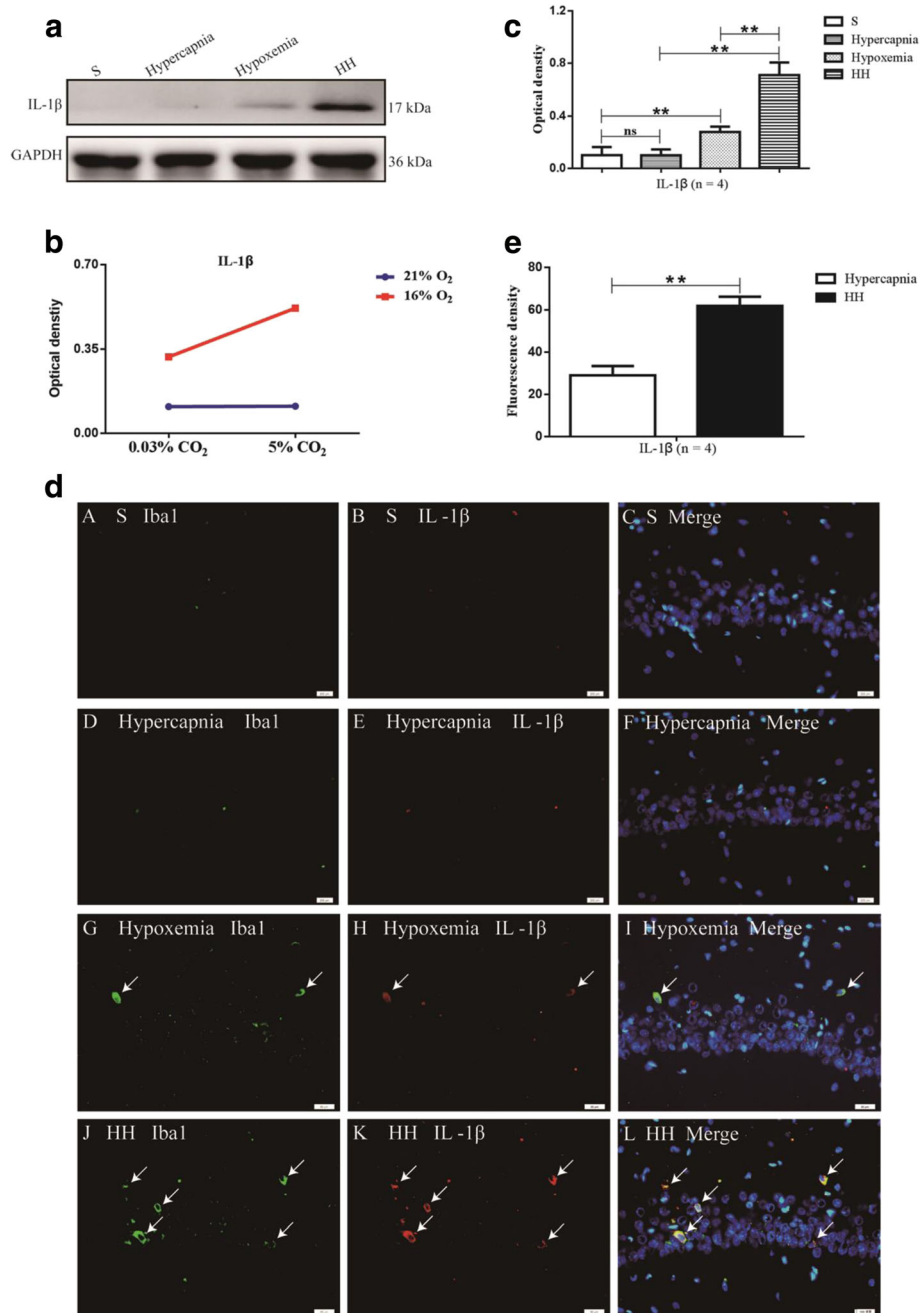 a
S Hypercapnia Hypoxemia HH
IL-1β 17 kDa
GAPDH 36 kDa
c
** **
** ns
Optical denstiy
1.2
0.8
0.4
0.0
IL-1β (n = 4)
S
Hypercapnia
Hypoxemia
HH
b
IL-1β
Optical denstiy
0.70
0.35
0.00
0.03% CO₂ 5% CO₂
21% O₂
16% O₂
e
**
Fluorescence density
80
60
40
20
0
IL-1β (n = 4)
Hypercapnia
HH
d
A S Iba1
B S IL -1β
C S Merge
D Hypercapnia Iba1
E Hypercapnia IL -1β
F Hypercapnia Merge
G Hypoxemia Iba1
H Hypoxemia IL -1β
I Hypoxemia Merge
J HH Iba1
K HH IL -1β
L HH Merge